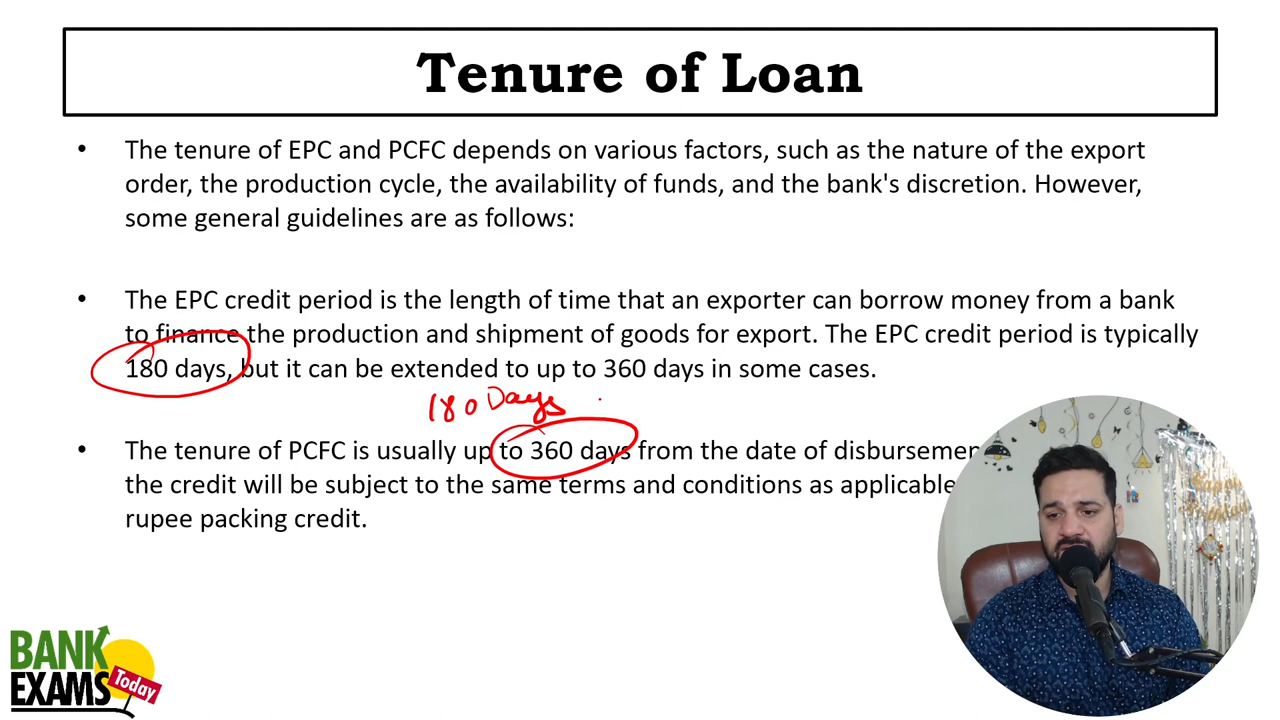 Tenure of Loan
• The tenure of EPC and PCFC depends on various factors, such as the nature of the export
order, the production cycle, the availability of funds, and the bank's discretion. However,
some general guidelines are as follows:
• The EPC credit period is the length of time that an exporter can borrow money from a bank
to finance the production and shipment of goods for export. The EPC credit period is typically
180 days, but it can be extended to up to 360 days in some cases.
180 Days
• The tenure of PCFC is usually up to 360 days from the date of
the credit will be subject to the same terms and conditions as applicable
rupee packing credit.
BANK
EXAMS
Today